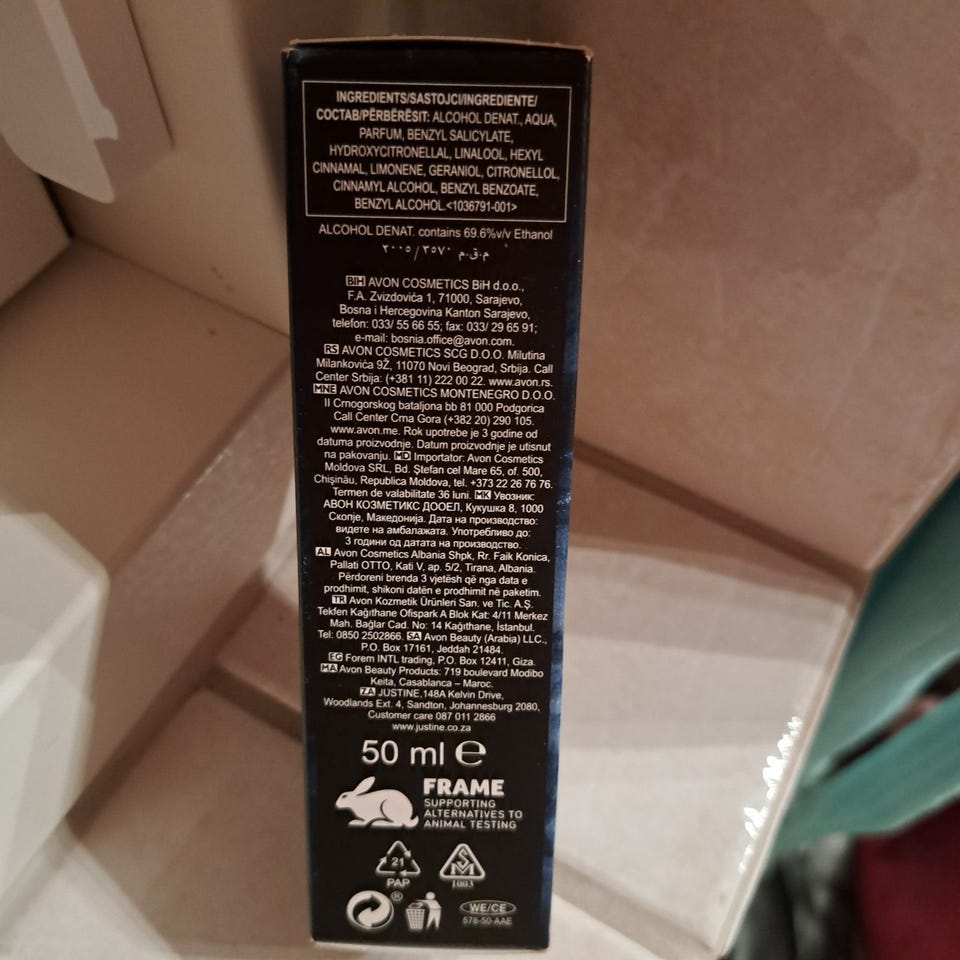 INGREDIENTS/SASTOJCI/INGREDIENTE/
СОСТАВ/PËRBËRËSIT: ALCOHOL DENAT., AQUA,
PARFUM, BENZYL SALICYLATE,
HYDROXYCITRONELLAL, LINALOOL, HEXYL
CINNAMAL, LIMONENE, GERANIOL, CITRONELLOL,
CINNAMYL ALCOHOL, BENZYL BENZOATE,
BENZYL ALCOHOL.<1036791-001>
ALCOHOL DENAT. contains 69.6%v/v Ethanol
م.ق.م ٢٠٠٥/٣٥٧٠
BIH AVON COSMETICS BiH d.o.o.,
F.A. Zvizdovića 1, 71000, Sarajevo,
Bosna i Hercegovina Kanton Sarajevo,
telefon: 033/ 55 66 55; fax: 033/ 29 65 91;
e-mail: bosnia.office@avon.com.
RS AVON COSMETICS SCG D.O.O. Milutina
Milankovića 9Ž, 11070 Novi Beograd, Srbija. Call
Center Srbija: (+381 11) 222 00 22. www.avon.rs.
MNE AVON COSMETICS MONTENEGRO D.O.O.
II Crnogorskog bataljona bb 81 000 Podgorica
Call Center Crna Gora (+382 20) 290 105.
www.avon.me. Rok upotrebe je 3 godine od
datuma proizvodnje. Datum proizvodnje je utisnut
na pakovanju. MD Importator: Avon Cosmetics
Moldova SRL, Bd. Ştefan cel Mare 65, of. 500,
Chişinău, Republica Moldova, tel. +373 22 26 76 76.
Termen de valabilitate 36 luni. MK Увозник:
АВОН КОЗМЕТИКС ДООЕЛ, Кукушка 8, 1000
Скопје, Македонија. Дата на производство:
видете на амбалажата. Употребливо до:
3 години од датата на производство.
AL Avon Cosmetics Albania Shpk, Rr. Faik Konica,
Pallati OTTO, Kati V, ap. 5/2, Tirana, Albania.
Përdoreni brenda 3 vjetësh që nga data e
prodhimit, shikoni datën e prodhimit në paketim.
TR Avon Kozmetik Ürünleri San. ve Tic. A.Ş.
Tekfen Kağıthane Ofispark A Blok Kat: 4/11 Merkez
Mah. Bağlar Cad. No: 14 Kağıthane, İstanbul.
Tel: 0850 2502866. SA Avon Beauty (Arabia) LLC.,
P.O. Box 17161, Jeddah 21484.
EG Forem INTL trading, P.O. Box 12411, Giza.
MA Avon Beauty Products: 719 boulevard Modibo
Keita, Casablanca – Maroc.
ZA JUSTINE,148A Kelvin Drive,
Woodlands Ext. 4, Sandton, Johannesburg 2080,
Customer care 087 011 2866
www.justine.co.za
50 ml e
FRAME
SUPPORTING
ALTERNATIVES TO
ANIMAL TESTING
21
PAP
SM
1003
®
WE/CE
578-50-AAE